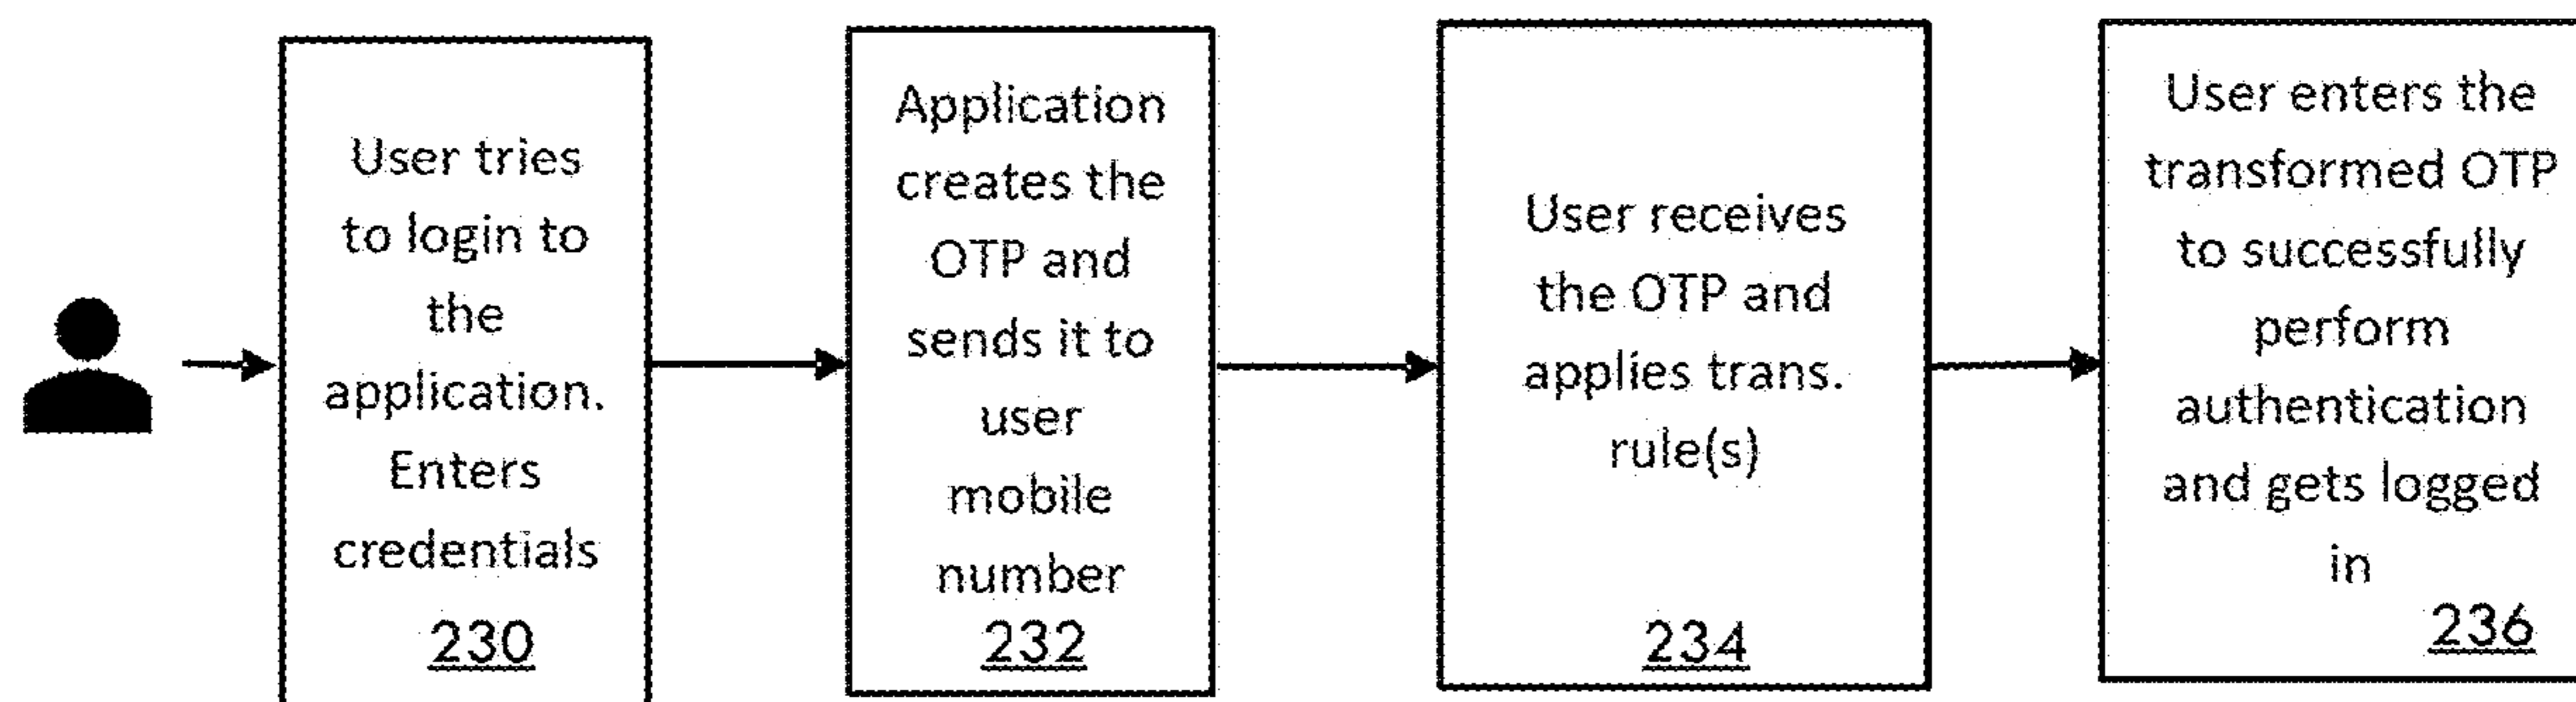 User tries
to login to
the
application.
Enters
credentials
230
Application
creates the
OTP and
sends it to
user
mobile
number
232
User receives
the OTP and
applies trans.
rule(s)
234
User enters the
transformed OTP
to successfully
perform
authentication
and gets logged
in
236